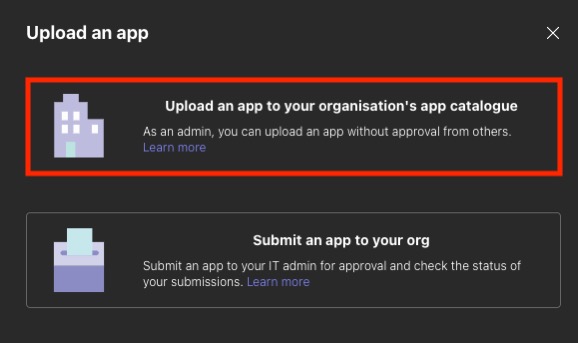 Upload an app
Upload an app to your organisation's app catalogue
As an admin, you can upload an app without approval from others.
Learn more
Submit an app to your org
Submit an app to your IT admin for approval and check the status of
your submissions. Learn more